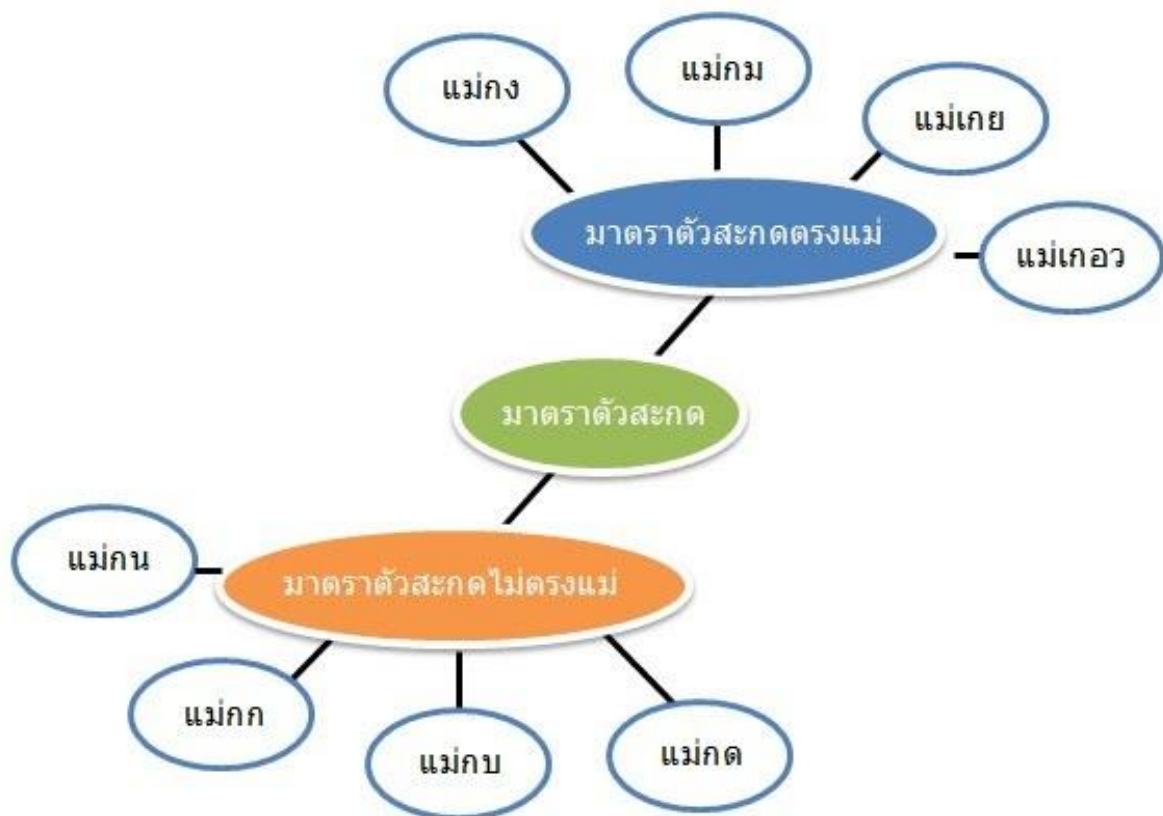 แม่กง
แม่กม
แม่เกย
มาตราตัวสะกดตรงแม่
แม่เกอว
มาตราตัวสะกด
แม่กน
มาตราตัวสะกดไม่ตรงแม่
แม่กก
แม่กบ
แม่กด